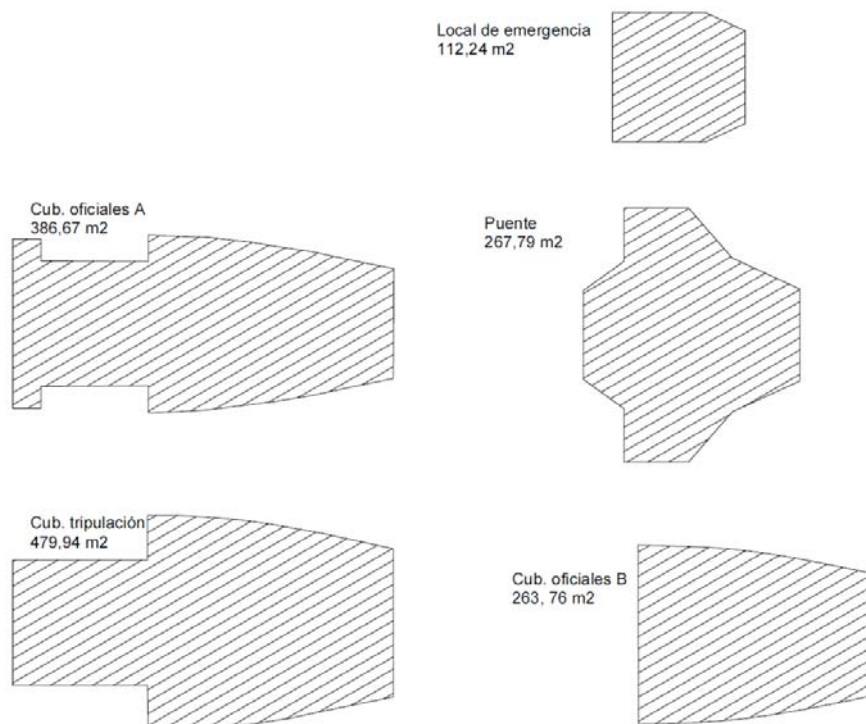 Local de emergencia
112,24 m2
Cub. oficiales A
386,67 m2
Puente
267,79 m2
Cub. tripulación
479,94 m2
Cub. oficiales B
263, 76 m2